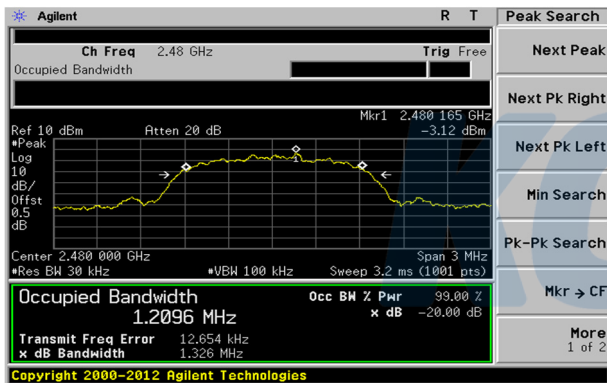 Agilent R T Peak Search
Ch Freq 2.48 GHz Trig Free
Occupied Bandwidth
Next Peak
Next Pk Right
Mkr1 2.480 165 GHz
Ref 10 dBm Atten 20 dB -3.12 dBm
#Peak
Log
10
dB/
Offst
0.5
dB
1
Next Pk Left
Min Search
Pk-Pk Search
Center 2.480 000 GHz Span 3 MHz
#Res BW 30 kHz #VBW 100 kHz Sweep 3.2 ms (1001 pts)
Occupied Bandwidth Occ BW % Pwr 99.00 %
1.2096 MHz x dB -20.00 dB
Transmit Freq Error 12.654 kHz
x dB Bandwidth 1.326 MHz
Mkr → CF
More
1 of 2
Copyright 2000-2012 Agilent Technologies